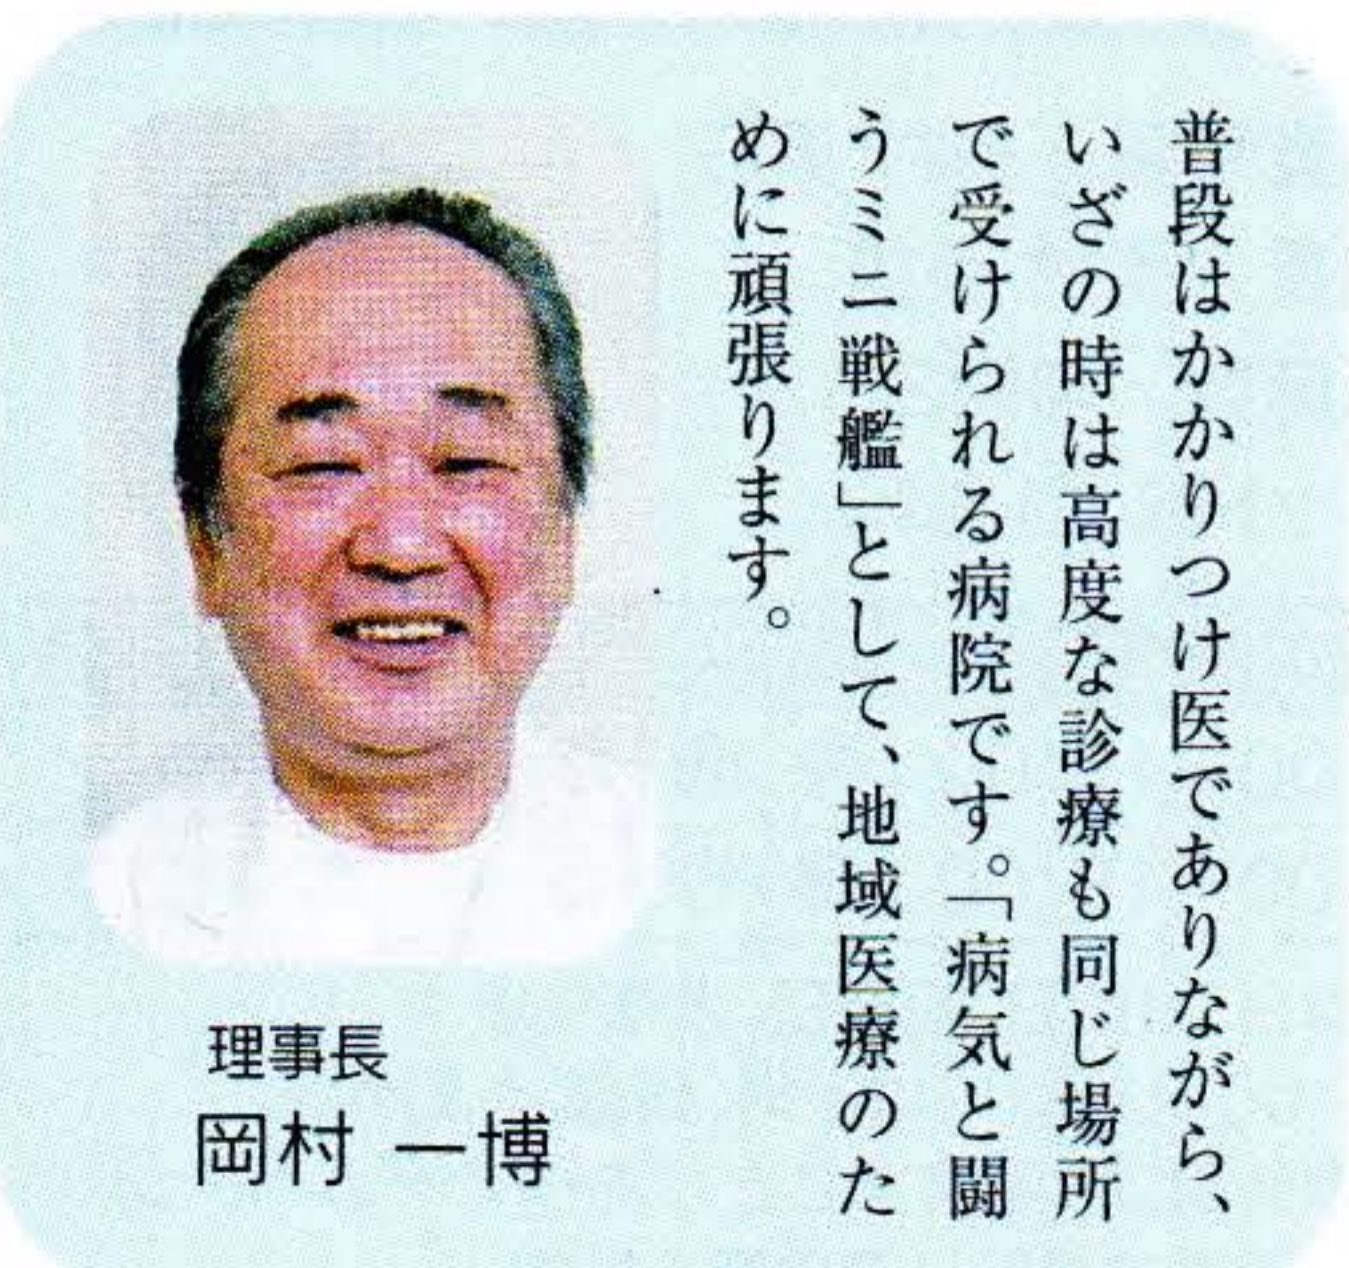 普段はかかりつけ医でありながら、
いざの時は高度な診療も同じ場所
で受けられる病院です。「病気と闘
うミニ戦艦」として、地域医療のた
めに頑張ります。
理事長
岡村 一博